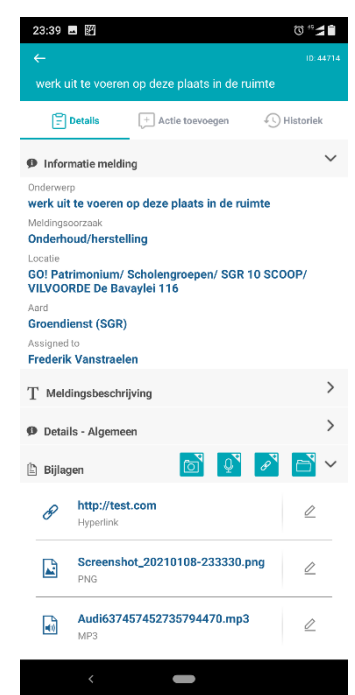 23:39
ID:44714
werk uit te voeren op deze plaats in de ruimte
Details
Actie toevoegen
Historiek
Informatie melding
Onderwerp
werk uit te voeren op deze plaats in de ruimte
Meldingsoorzaak
Onderhoud/herstelling
Locatie
GO! Patrimonium/ Scholengroepen/ SGR 10 SCOOP/
VILVOORDE De Bavaylei 116
Aard
Groendienst (SGR)
Assigned to
Frederik Vanstraelen
T Meldingsbeschrijving
Details - Algemeen
Bijlagen
http://test.com
Hyperlink
Screenshot_20210108-233330.png
PNG
Audi637457452735794470.mp3
MP3